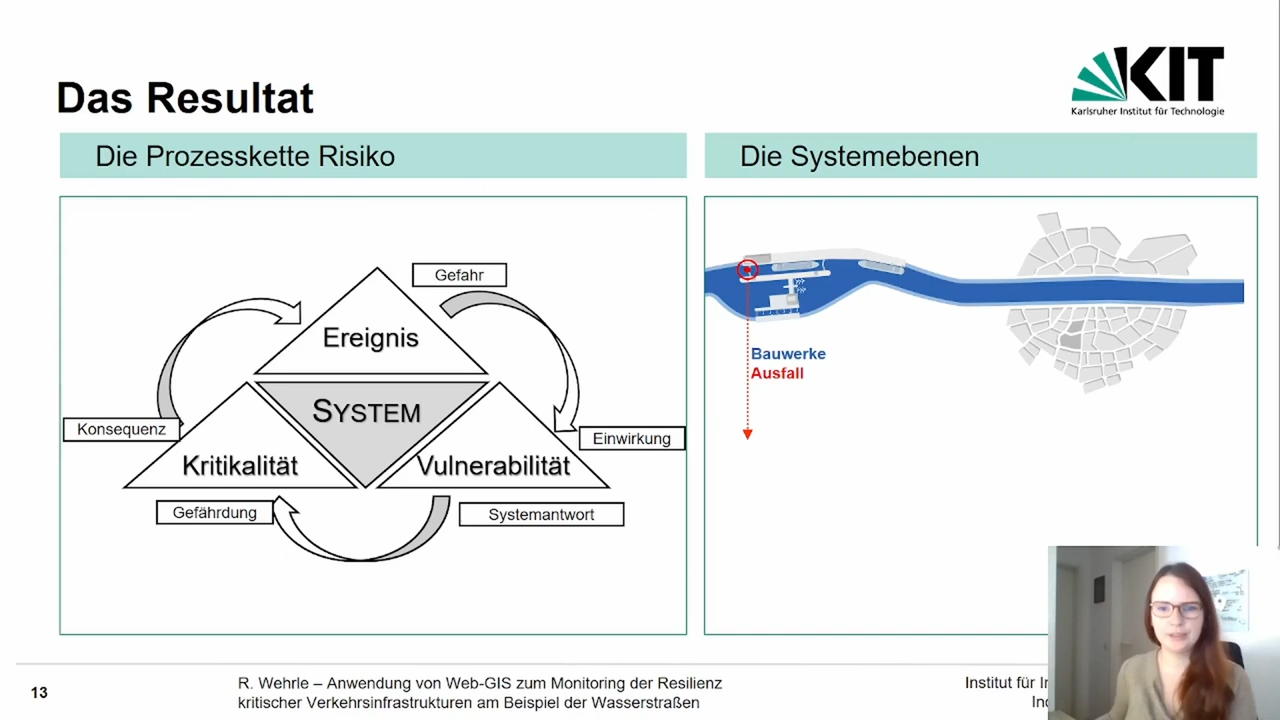 Das Resultat
KIT
Karlsruher Institut für Technologie
Die Prozesskette Risiko
Die Systemebenen
Gefahr
Ereignis
SYSTEM
Konsequenz
Einwirkung
Kritikalität
Vulnerabilität
Gefährdung
Systemantwort
Bauwerke
Ausfall
13
R. Wehrle – Anwendung von Web-GIS zum Monitoring der Resilienz
kritischer Verkehrsinfrastrukturen am Beispiel der Wasserstraßen
Institut für